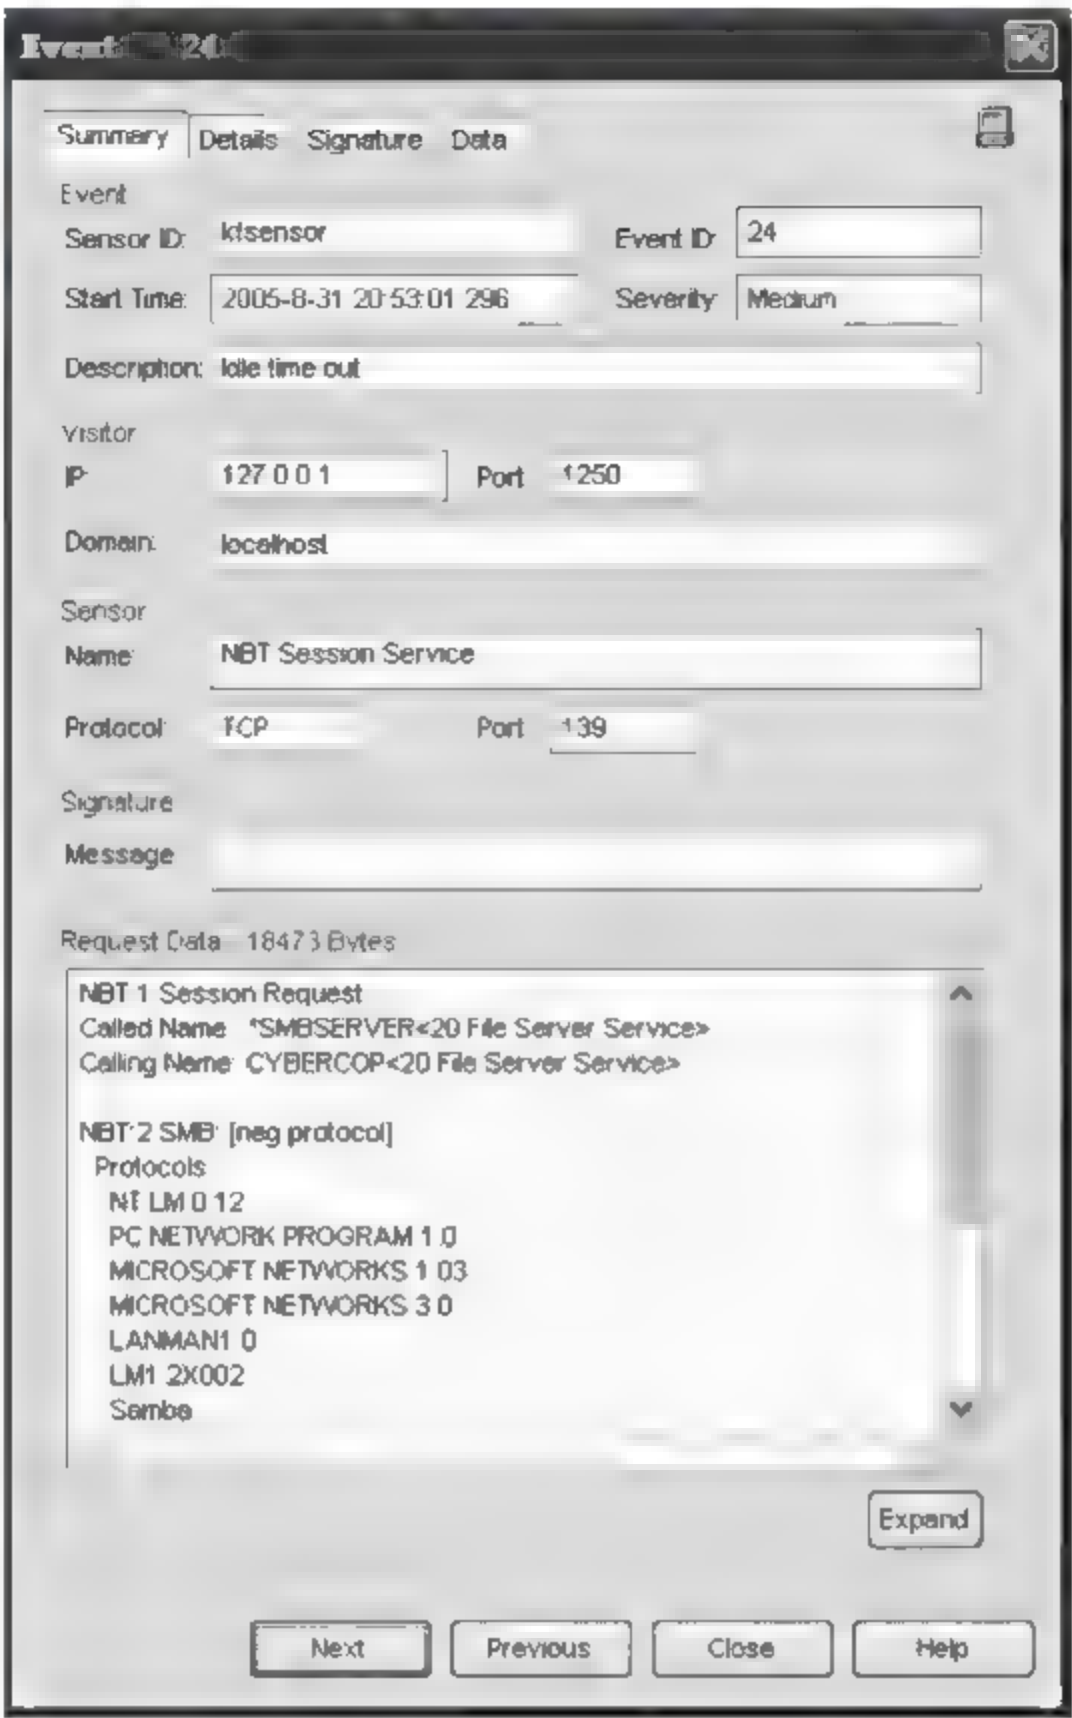 Event 24
Summary Details Signature Data
Event
Sensor ID: kfsensor Event ID: 24
Start Time: 2005-8-31 20:53:01 296 Severity Medium
Description: Idle time out
Visitor
IP: 127 0 0 1 Port 1250
Domain: localhost
Sensor
Name: NBT Session Service
Protocol: TCP Port 139
Signature
Message
Request Data 18473 Bytes
NBT 1 Session Request
Called Name *SMBSERVER<20 File Server Service>
Calling Name CYBERCOP<20 File Server Service>
NBT:2 SMB: [neg protocol]
Protocols
NT LM 0 12
PC NETWORK PROGRAM 1 0
MICROSOFT NETWORKS 1 03
MICROSOFT NETWORKS 3 0
LANMAN1 0
LM1 2X002
Samba
Expand
Next Previous Close Help